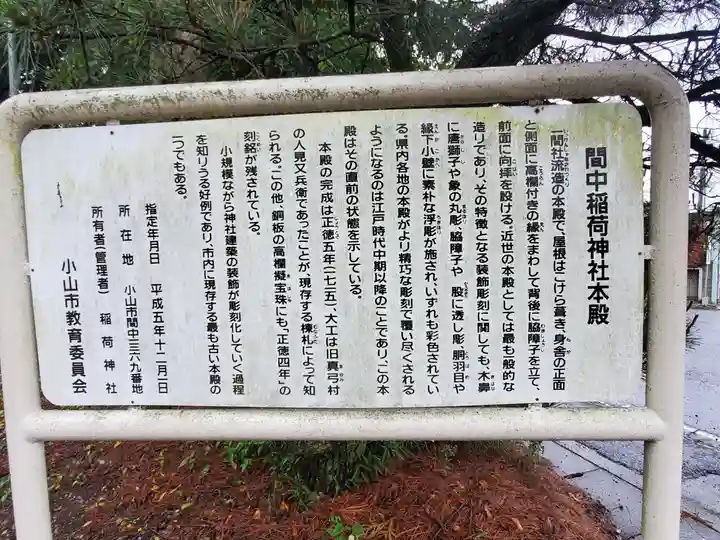 間中稲荷神社本殿
一間社流造の本殿で、屋根はこけら葺き、身舎の正面
と側面に高欄付きの縁をまわして背後に脇障子を立て、
前面に向拝を設ける。近世の本殿としては最も般的な
造りであり、その特徴となる装飾彫刻に関しても、木鼻
に唐獅子や象の丸彫、脇障子や 股に透し彫、胴羽目や
縁下小壁に素朴な浮彫が施され、いずれも彩色されてい
る。県内各地の本殿がより精巧な彫刻で覆い尽くされる
ようになるのは江戸時代中期以降のことであり、この本
殿はその直前の状態を示している。
本殿の完成は正徳五年(一七一五)、大工は旧真弓村
の人見又兵衛であったことが、現存する棟札によって知
られる。この他、銅板の高欄擬宝珠にも、「正徳四年」の
刻銘が残されている。
小規模ながら神社建築の装飾が彫刻化していく過程
を知りうる好例であり、市内に現存する最も古い本殿の
一つでもある。
指定年月日 平成五年十二月二日
所在地 小山市間中三六九番地
所有者(管理者) 稲荷神社
小山市教育委員会